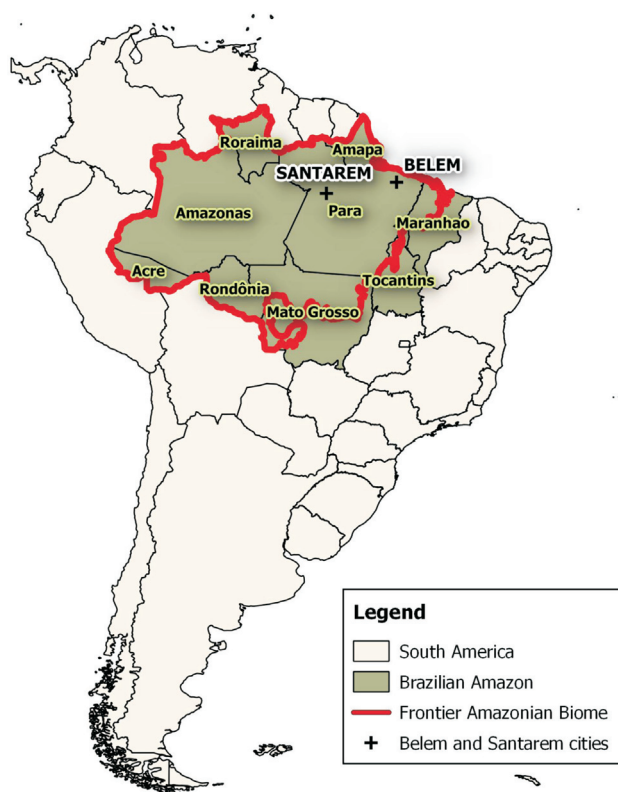 Roraima
Amapa
SANTAREM
BELEM
Amazonas
Para
Maranhao
Acre
Rondônia
Tocantins
Mato Grosso
Legend
South America
Brazilian Amazon
Frontier Amazonian Biome
Belem and Santarem cities